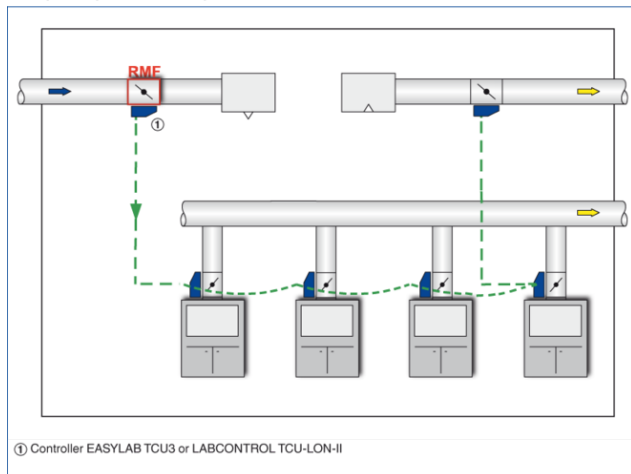 RMF
①
① Controller EASYLAB TCU3 or LABCONTROL TCU-LON-II